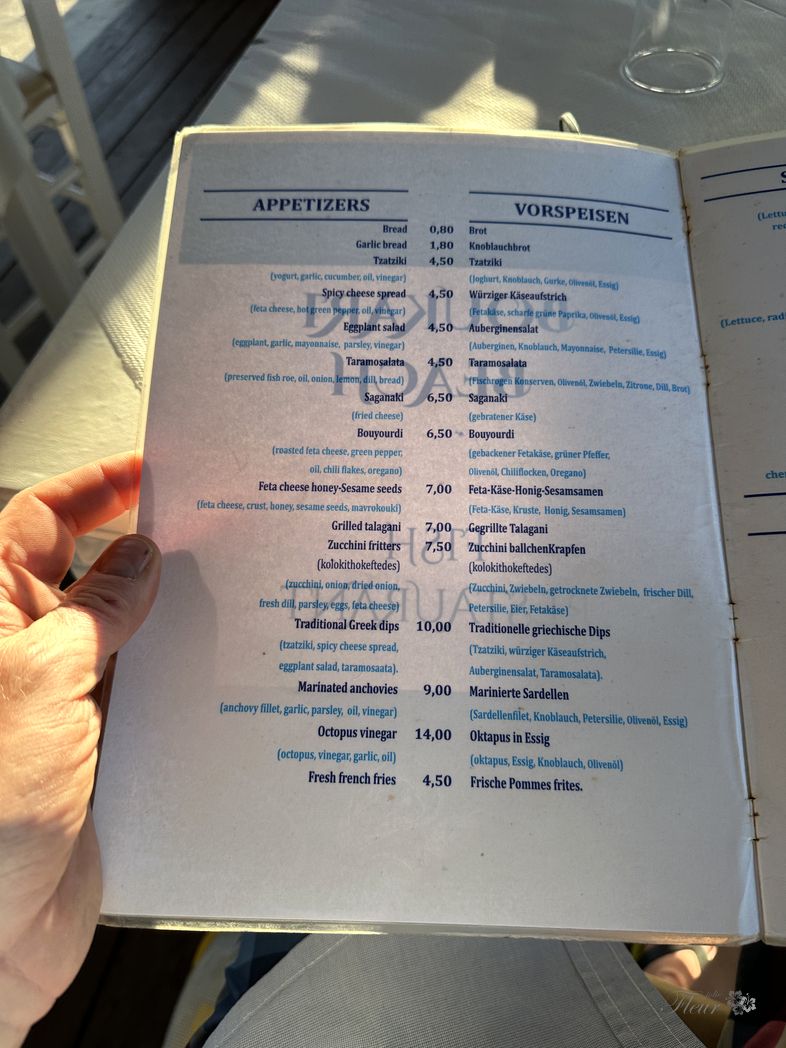 APPETIZERS VORSPEISEN
Bread 0,80 Brot
Garlic bread 1,80 Knoblauchbrot
Tzatziki 4,50 Tzatziki
(yogurt, garlic, cucumber, oil, vinegar) (Joghurt, Knoblauch, Gurke, Olivenöl, Essig)
Spicy cheese spread 4,50 Würziger Käseaufstrich
(feta cheese, hot green pepper, oil, vinegar) (Fetakäse, scharfe grüne Paprika, Olivenöl, Essig)
Eggplant salad 4,50 Auberginensalat
(eggplant, garlic, mayonnaise, parsley, vinegar) (Auberginen, Knoblauch, Mayonnaise, Petersilie, Essig)
Taramosalata 4,50 Taramosalata
(preserved fish roe, oil, onion, lemon, dill, bread) (Fischrogen Konserven, Olivenöl, Zwiebeln, Zitrone, Dill, Brot)
Saganaki 6,50 Saganaki
(fried cheese) (gebratener Käse)
Bouyourdi 6,50 Bouyourdi
(roasted feta cheese, green pepper, (gebackener Fetakäse, grüner Pfeffer,
oil, chili flakes, oregano) Olivenöl, Chiliflocken, Oregano)
Feta cheese honey-Sesame seeds 7,00 Feta-Käse-Honig-Sesamsamen
(feta cheese, crust, honey, sesame seeds, mavrokouki) (Feta-Käse, Kruste, Honig, Sesamsamen)
Grilled talagani 7,00 Gegrillte Talagani
Zucchini fritters 7,50 Zucchini ballchenKrapfen
(kolokithokeftedes) (kolokithokeftedes)
(zucchini, onion, dried onion, (Zucchini, Zwiebeln, getrocknete Zwiebeln, frischer Dill,
fresh dill, parsley, eggs, feta cheese) Petersilie, Eier, Fetakäse)
Traditional Greek dips 10,00 Traditionelle griechische Dips
(tzatziki, spicy cheese spread, (Tzatziki, würziger Käseaufstrich,
eggplant salad, taramosaata). Auberginensalat, Taramosalata).
Marinated anchovies 9,00 Marinierte Sardellen
(anchovy fillet, garlic, parsley, oil, vinegar) (Sardellenfilet, Knoblauch, Petersilie, Olivenöl, Essig)
Octopus vinegar 14,00 Oktapus in Essig
(octopus, vinegar, garlic, oil) (oktapus, Essig, Knoblauch, Olivenöl)
Fresh french fries 4,50 Frische Pommes frites.
(Lettuce, radi
Fleur